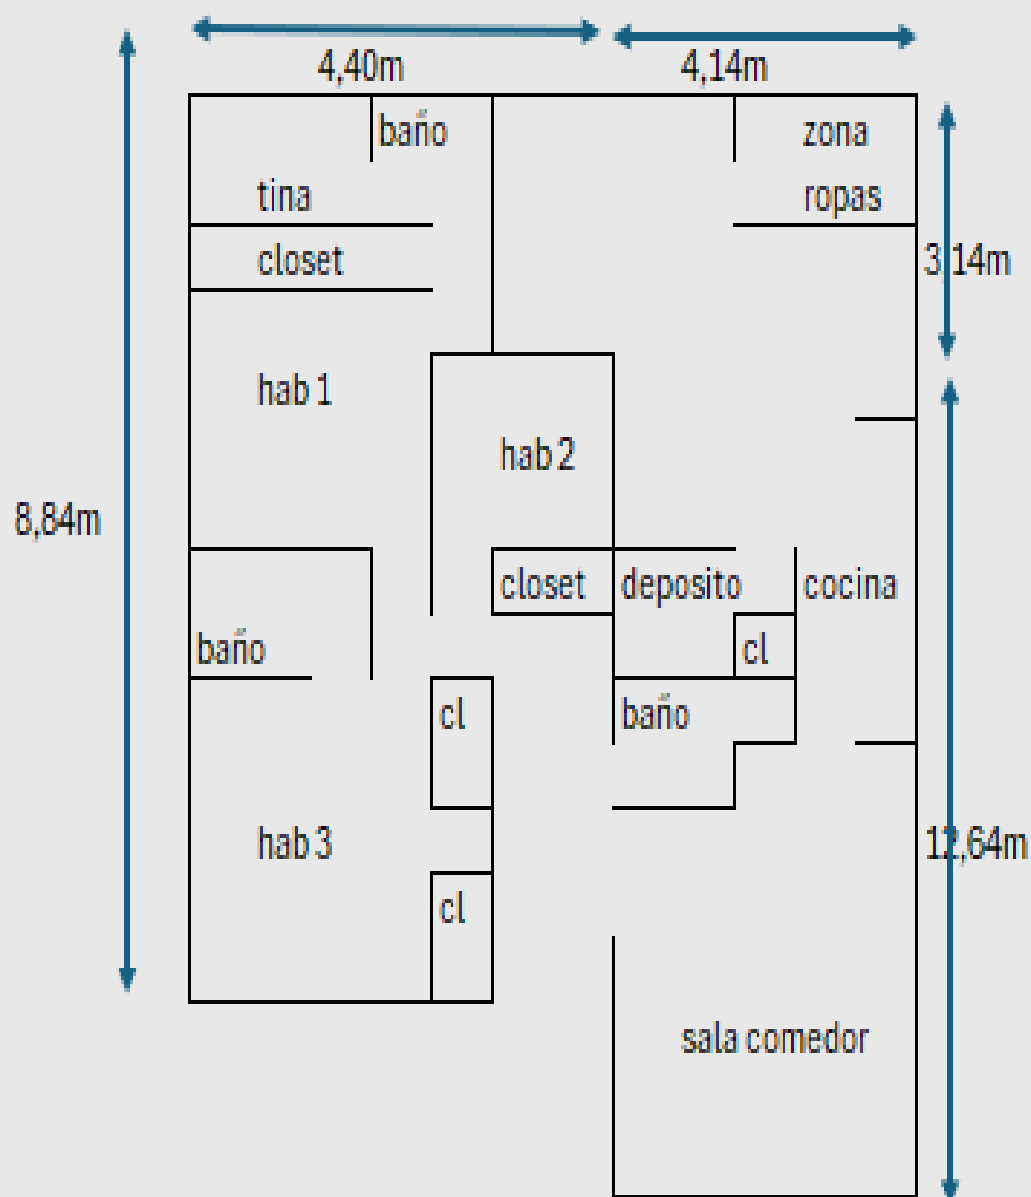 4,40m
4,14m
baño
zona
ropas
tina
closet
3,14m
hab 1
hab 2
8,84m
closet
deposito
cocina
baño
cl
cl
baño
hab 3
12,64m
cl
sala comedor